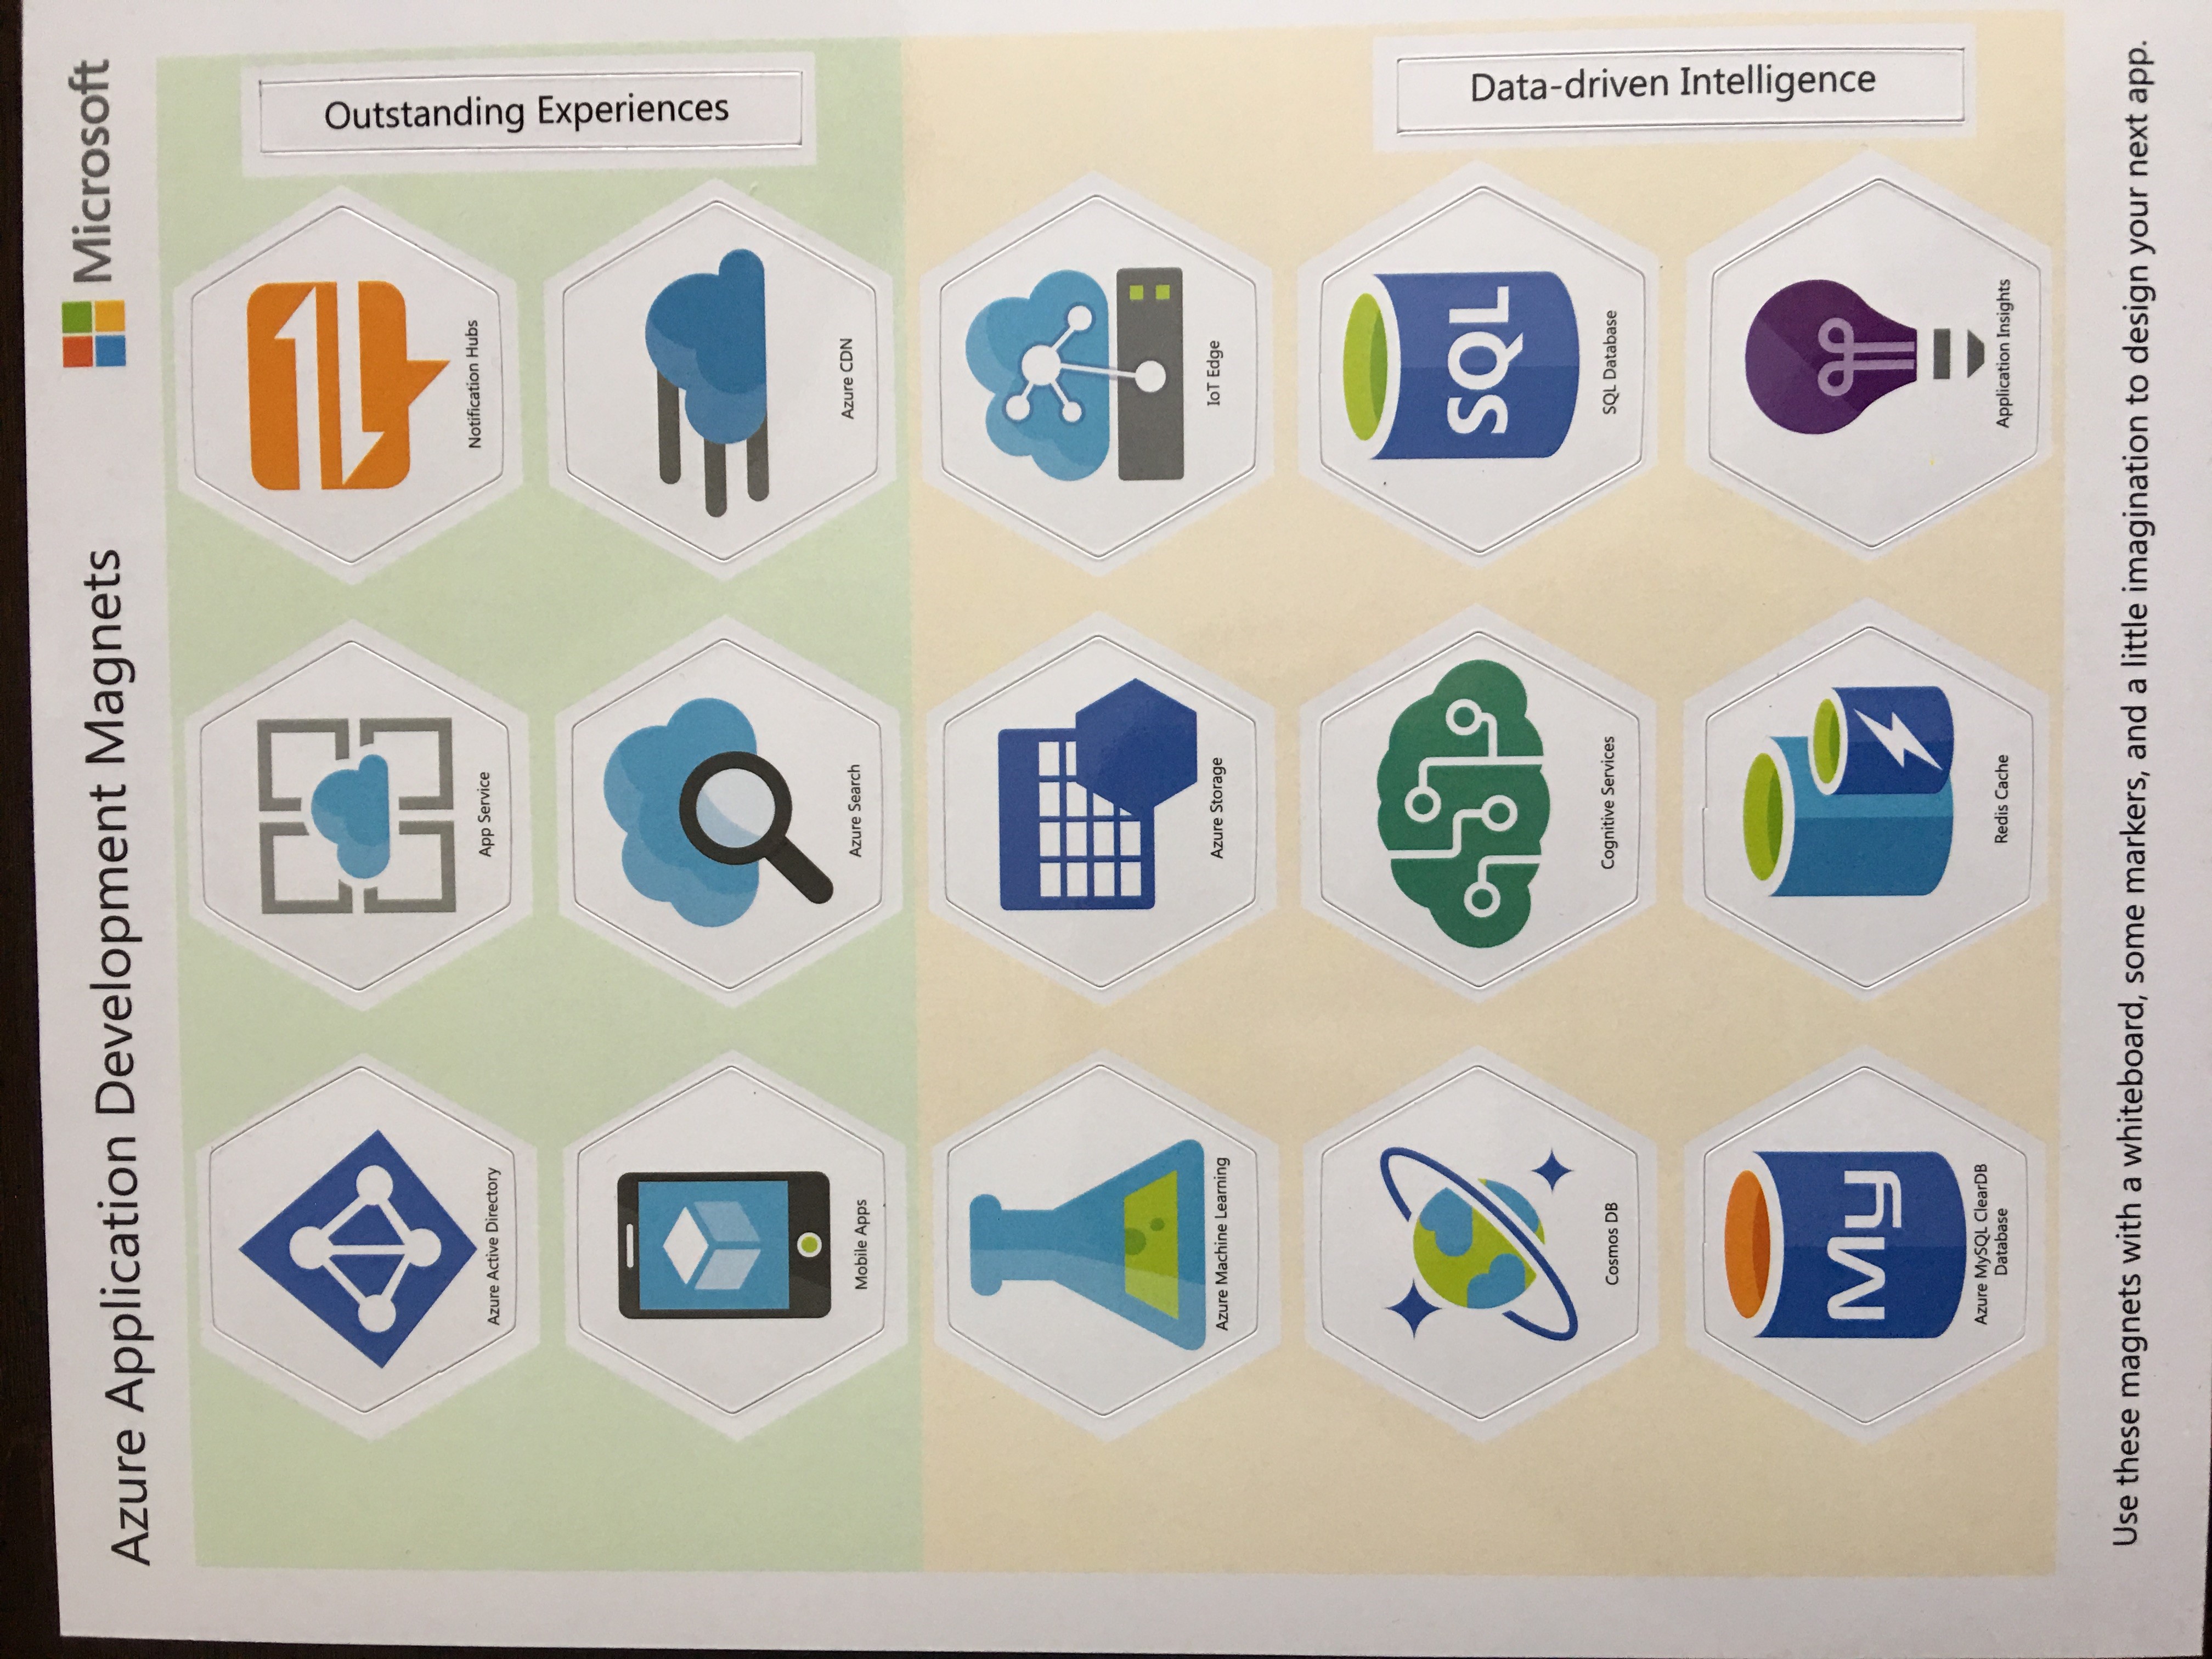 Microsoft
Azure Application Development Magnets
Outstanding Experiences
Azure Active Directory
App Service
Notification Hubs
Mobile Apps
Azure Search
Azure CDN
Data-driven Intelligence
Azure Machine Learning
Azure Storage
IoT Edge
Cosmos DB
Cognitive Services
SQL
SQL Database
My
Azure MySQL ClearDB
Database
Redis Cache
Application Insights
Use these magnets with a whiteboard, some markers, and a little imagination to design your next app.